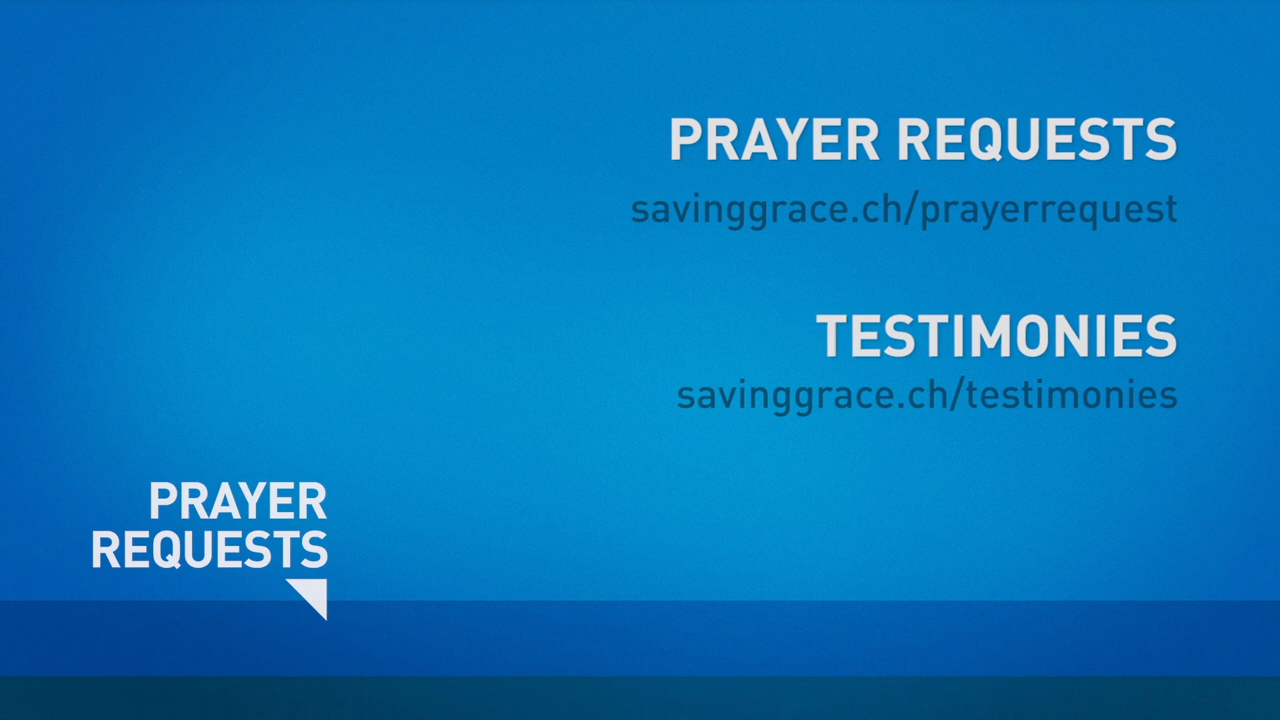 PRAYER REQUESTS
savinggrace.ch/prayerrequest
TESTIMONIES
savinggrace.ch/testimonies
PRAYER
REQUESTS